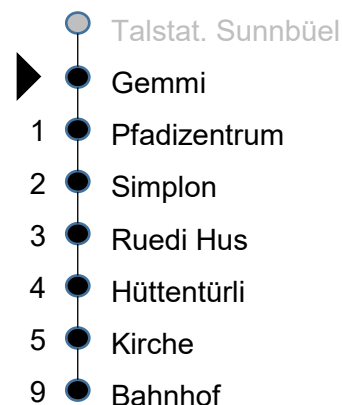 Talstat. Sunnbüel
Gemmi
1 Pfadizentrum
2 Simplon
3 Ruedi Hus
4 Hüttentürli
5 Kirche
9 Bahnhof